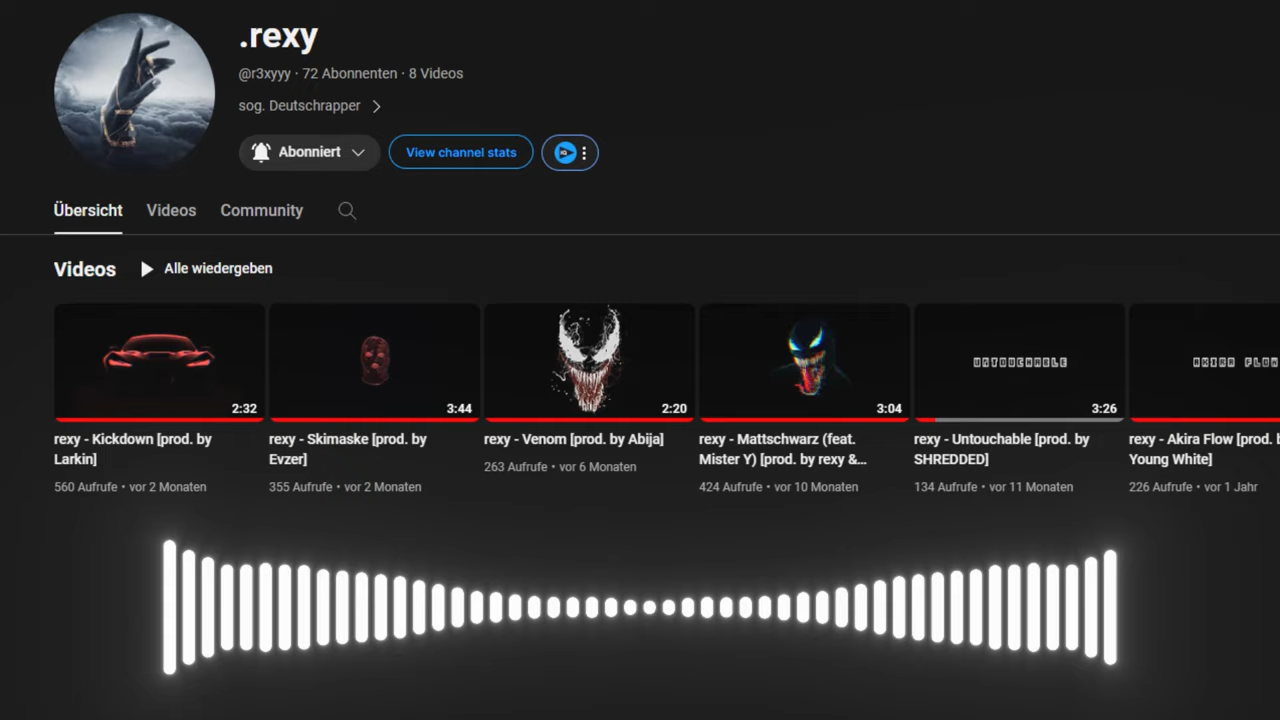 .rexy
@r3xyyy · 72 Abonnenten · 8 Videos
sog. Deutschrapper
Abonniert
View channel stats
Übersicht
Videos
Community
Videos
Alle wiedergeben
2:32
3:44
2:20
3:04
UNTOUCHABLE
3:26
AKIRA FLOW
rexy - Kickdown [prod. by
Larkin]
560 Aufrufe • vor 2 Monaten
rexy - Skimaske [prod. by
Evzer]
355 Aufrufe • vor 2 Monaten
rexy - Venom [prod. by Abija]
263 Aufrufe • vor 6 Monaten
rexy - Mattschwarz (feat.
Mister Y) [prod. by rexy &...
424 Aufrufe • vor 10 Monaten
rexy - Untouchable [prod. by
SHREDDED]
134 Aufrufe • vor 11 Monaten
rexy - Akira Flow [prod.
Young White]
226 Aufrufe • vor 1 Jahr